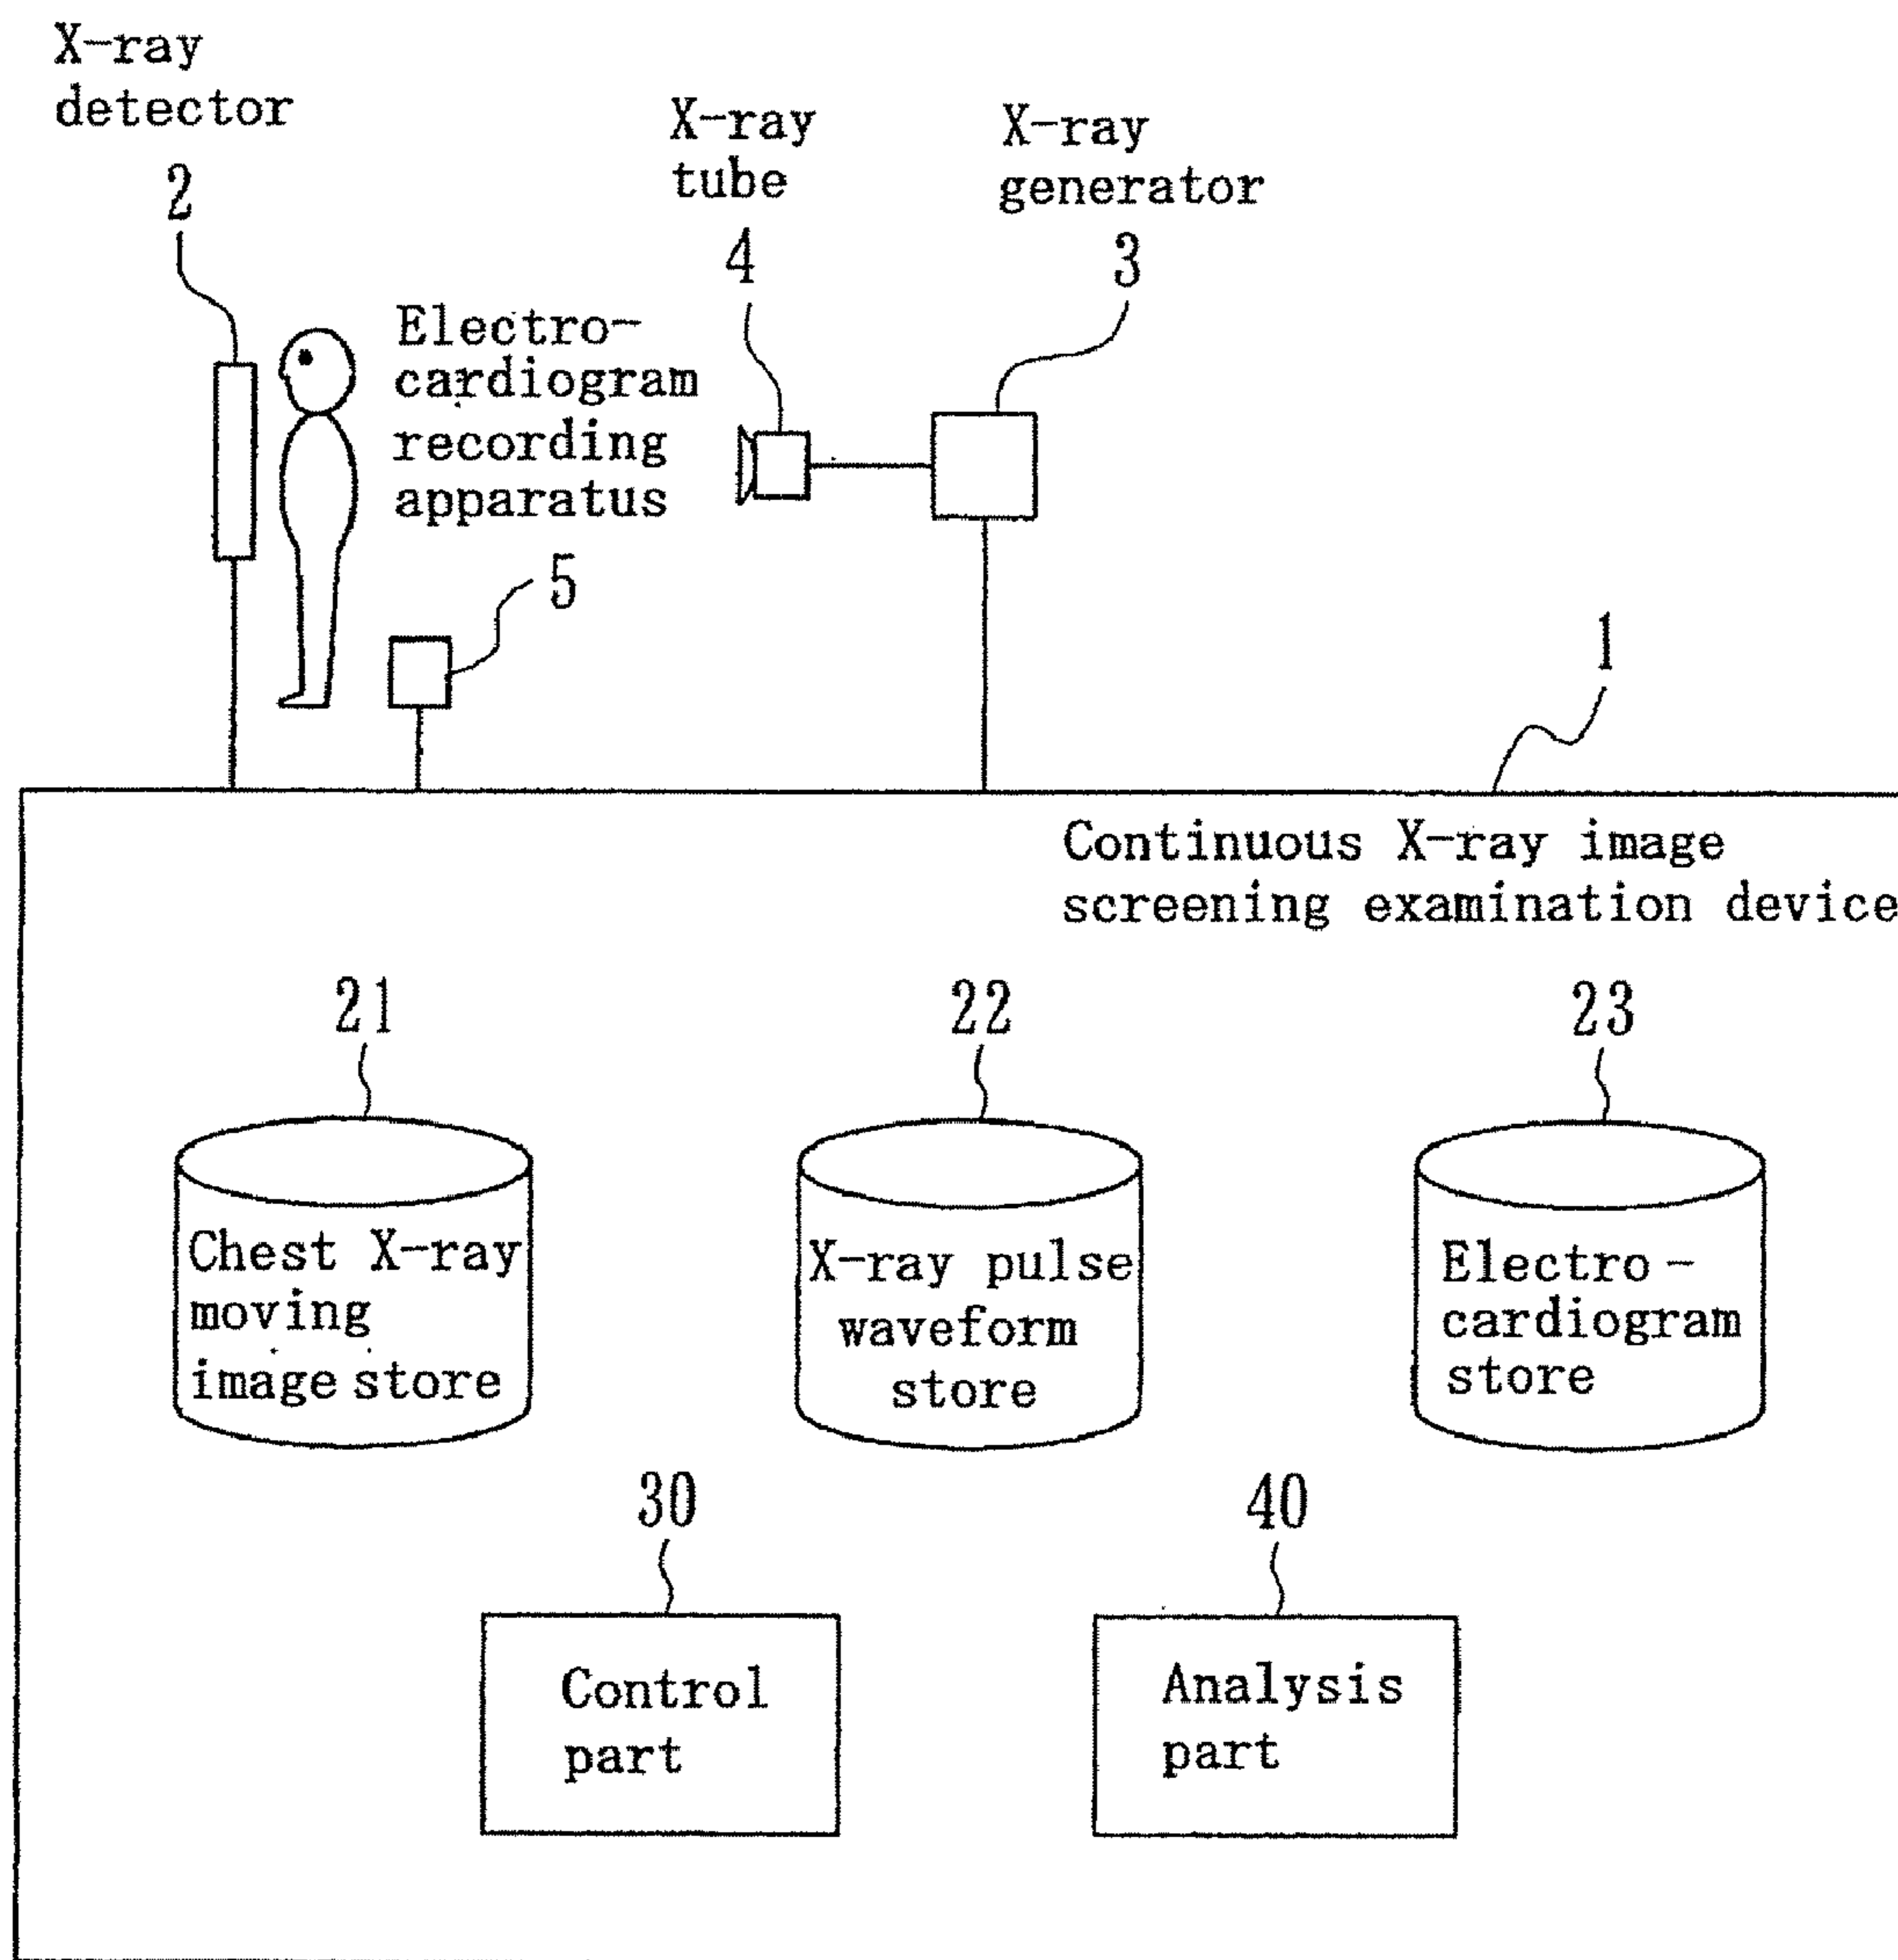 X-ray
detector
2
X-ray
tube
4
X-ray
generator
3
Electro-
cardiogram
recording
apparatus
5
1
Continuous X-ray image
screening examination device
21
22
23
Chest X-ray
moving
image store
X-ray pulse
waveform
store
Electro-
cardiogram
store
30
40
Control
part
Analysis
part